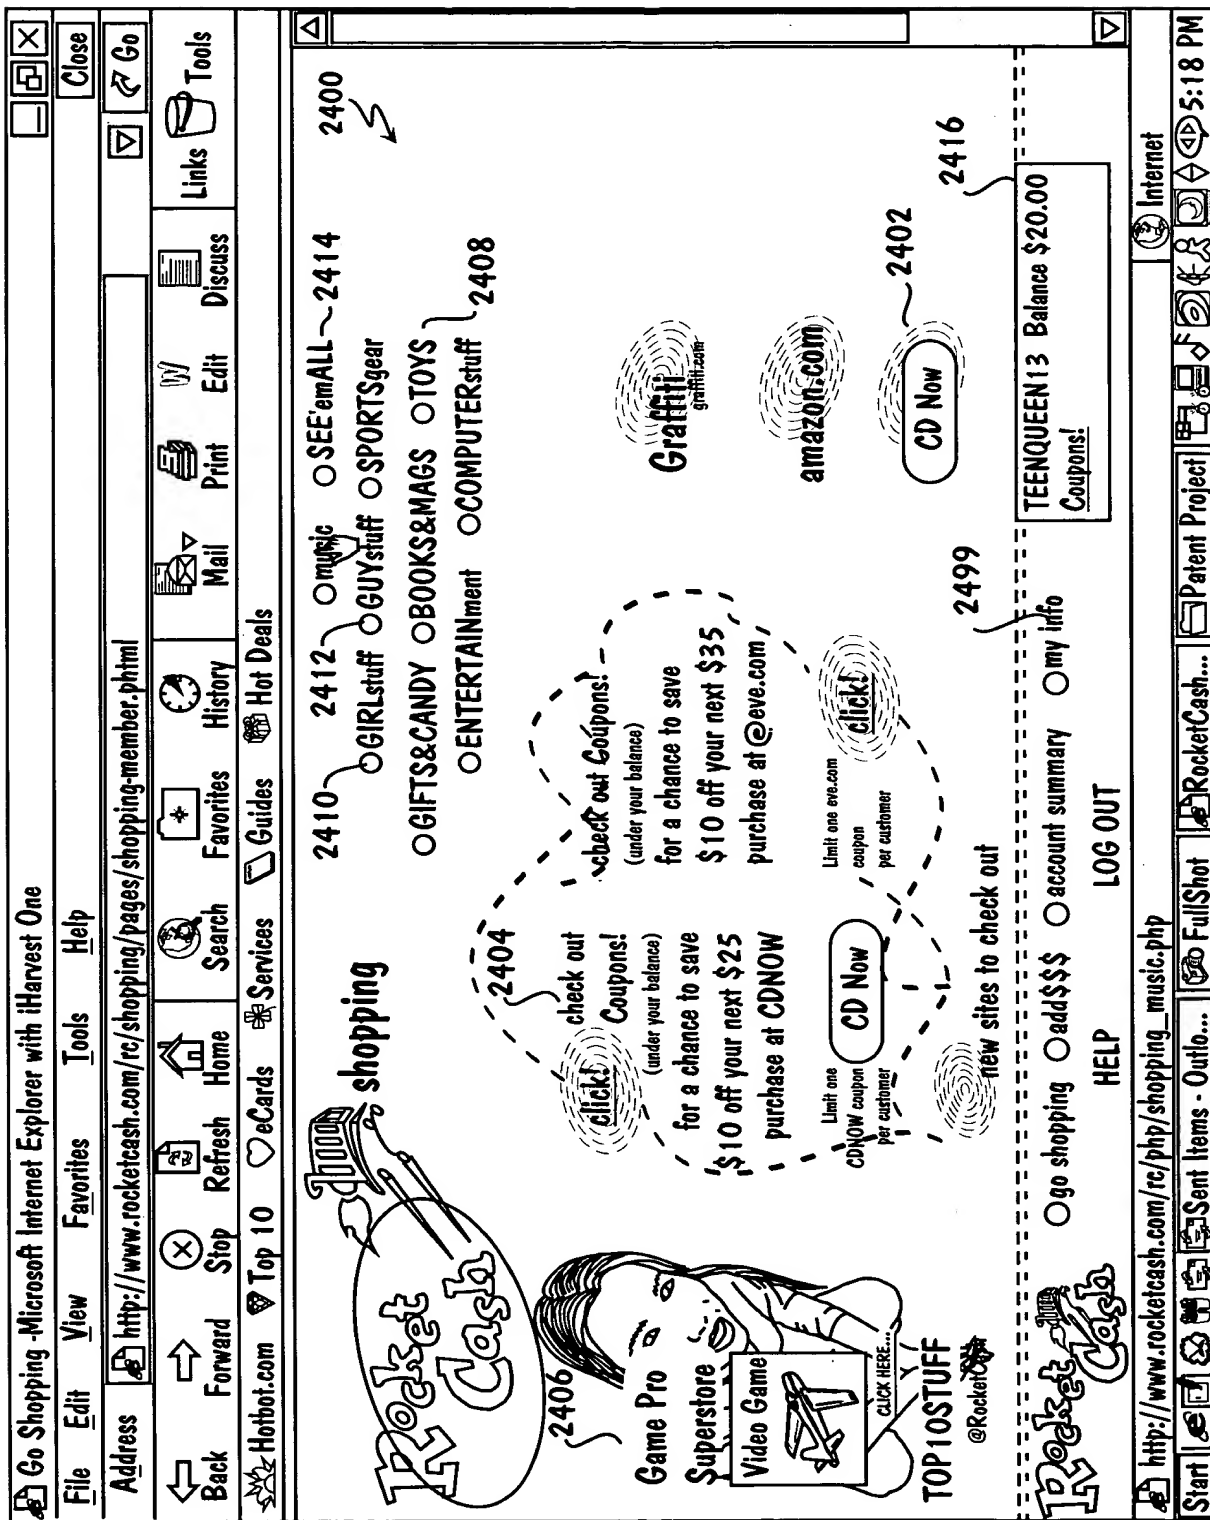 Go Shopping -Microsoft Internet Explorer with iHarvest One
File Edit View Favorites Tools Help Close
Address http://www.rocketcash.com/rc/shopping/pages/shopping-member.phtml Go
Back Forward Stop Refresh Home Search Favorites History Mail Print Edit Discuss Links Tools
Hotbot.com Top 10 eCards Services Guides Hot Deals
2400
Rocket Cash
shopping
2410 2412 music SEE'emALL 2414
GIRLstuff GUYstuff SPORTSgear
GIFTS&CANDY BOOKS&MAGS TOYS 2408
ENTERTAINment COMPUTERstuff
2406
Game Pro
Superstore
Video Game
CLICK HERE...
TOP10STUFF
@RocketCash
2404
click!
check out
Coupons!
(under your balance)
for a chance to save
$10 off your next $25
purchase at CDNOW
Limit one
CDNOW coupon
per customer
CD Now
new sites to check out
check out Coupons!
(under your balance)
for a chance to save
$10 off your next $35
purchase at @eve.com
Limit one eve.com
coupon
per customer
click!
Graffiti
graffiti.com
amazon.com
CD Now
2402
2416
2499
Rocket Cash
go shopping add$$$ account summary my info
HELP LOG OUT
TEENQUEEN13 Balance $20.00
Coupons!
http://www.rocketcash.com/rc/php/shopping_music.php Internet
Start Sent Items - Outlo... FullShot RocketCash... Patent Project 5:18 PM